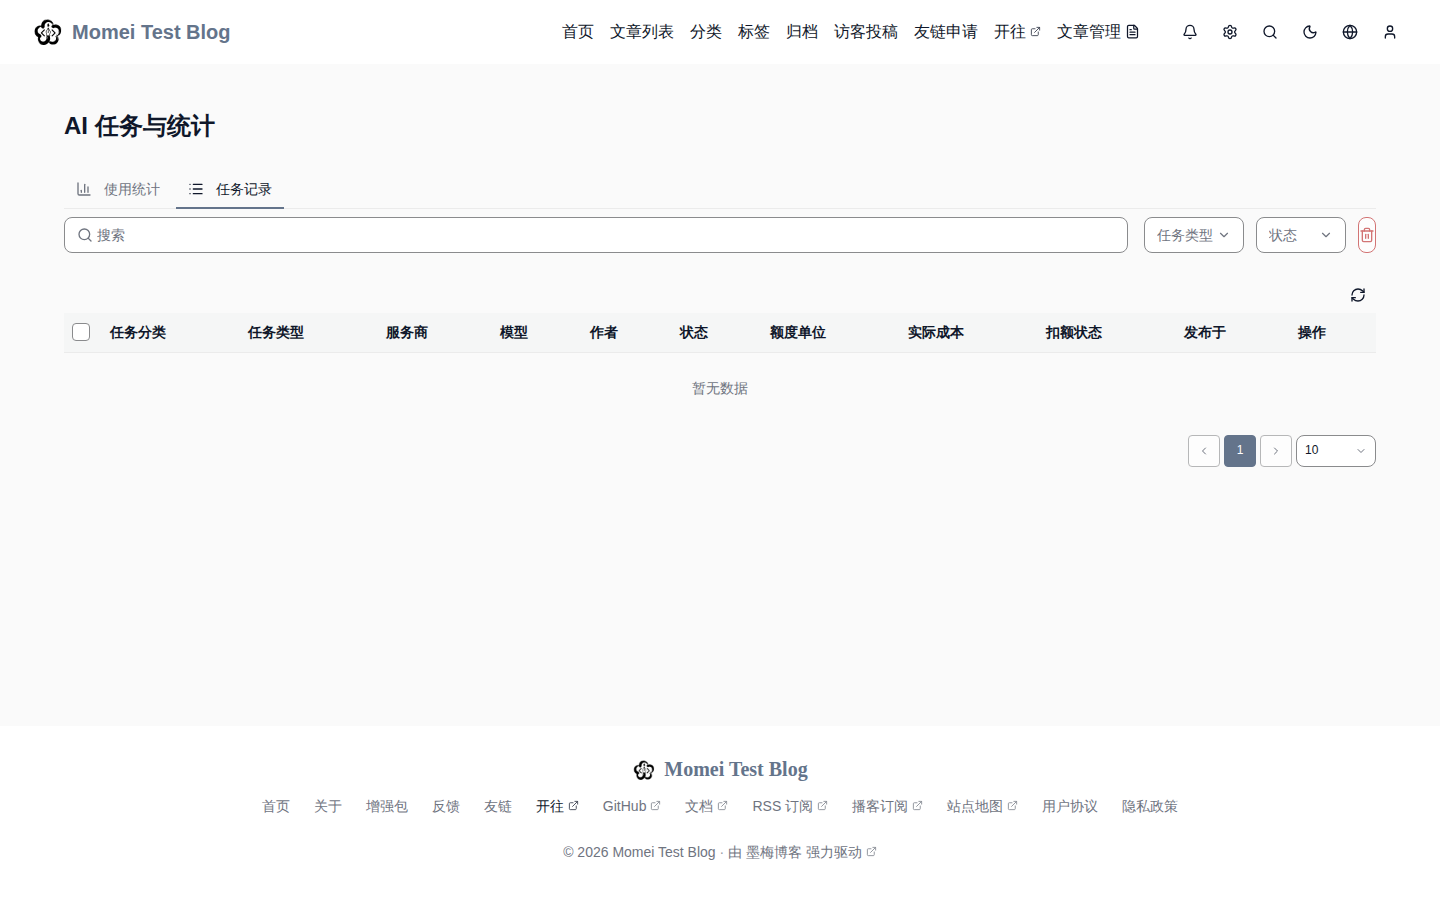 Momei Test Blog 首页 文章列表 分类 标签 归档 访客投稿 友链申请 开往 文章管理
AI 任务与统计
使用统计 任务记录
搜索 任务类型 状态
任务分类 任务类型 服务商 模型 作者 状态 额度单位 实际成本 扣额状态 发布于 操作
暂无数据
1 10
Momei Test Blog
首页 关于 增强包 反馈 友链 开往 GitHub 文档 RSS 订阅 播客订阅 站点地图 用户协议 隐私政策
© 2026 Momei Test Blog · 由 墨梅博客 强力驱动